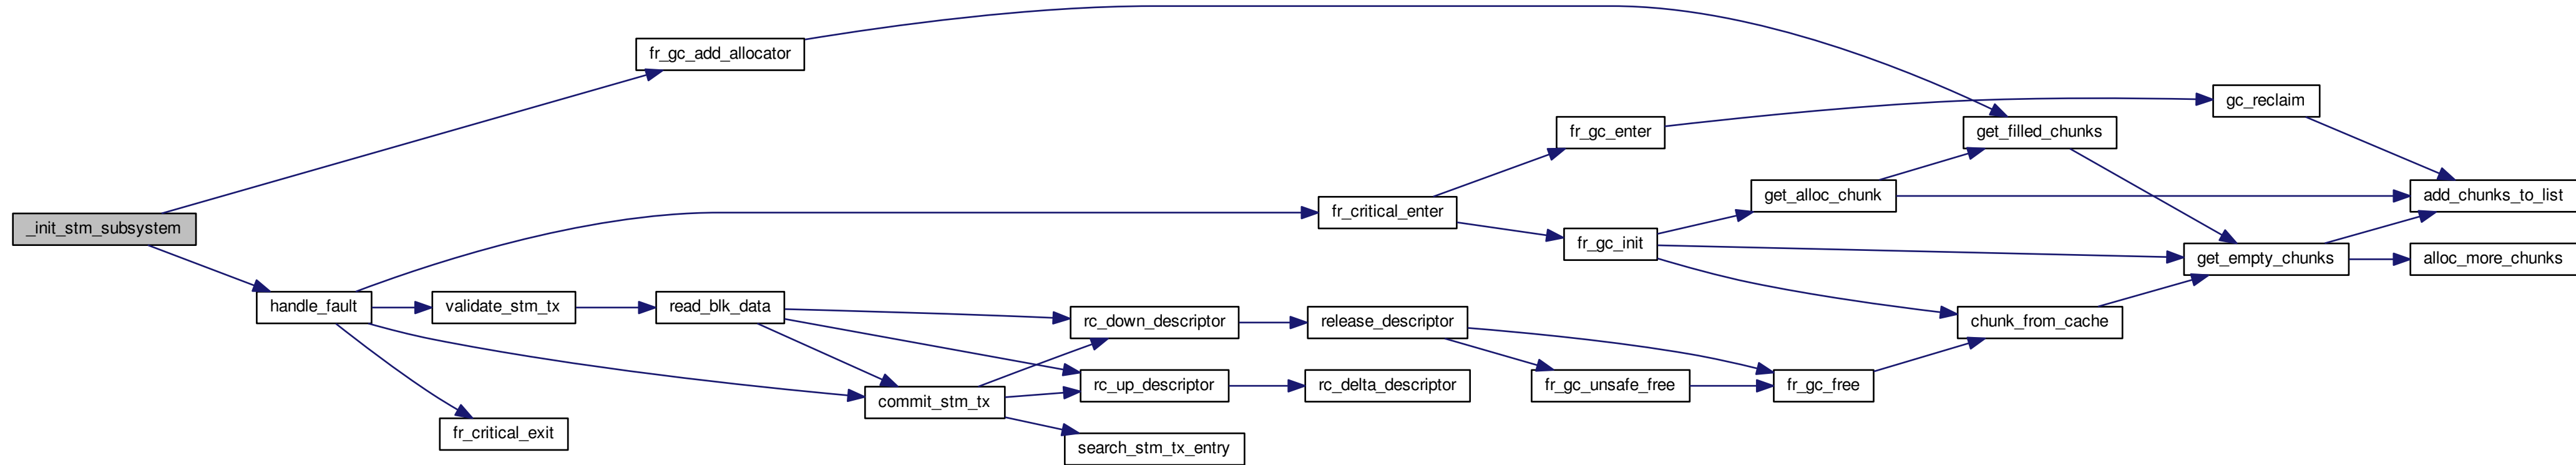 _init_stm_subsystem
fr_gc_add_allocator
handle_fault
validate_stm_tx
fr_critical_exit
read_blk_data
commit_stm_tx
rc_down_descriptor
rc_up_descriptor
search_stm_tx_entry
fr_critical_enter
release_descriptor
rc_delta_descriptor
fr_gc_enter
fr_gc_init
fr_gc_unsafe_free
get_alloc_chunk
fr_gc_free
get_filled_chunks
chunk_from_cache
gc_reclaim
get_empty_chunks
add_chunks_to_list
alloc_more_chunks